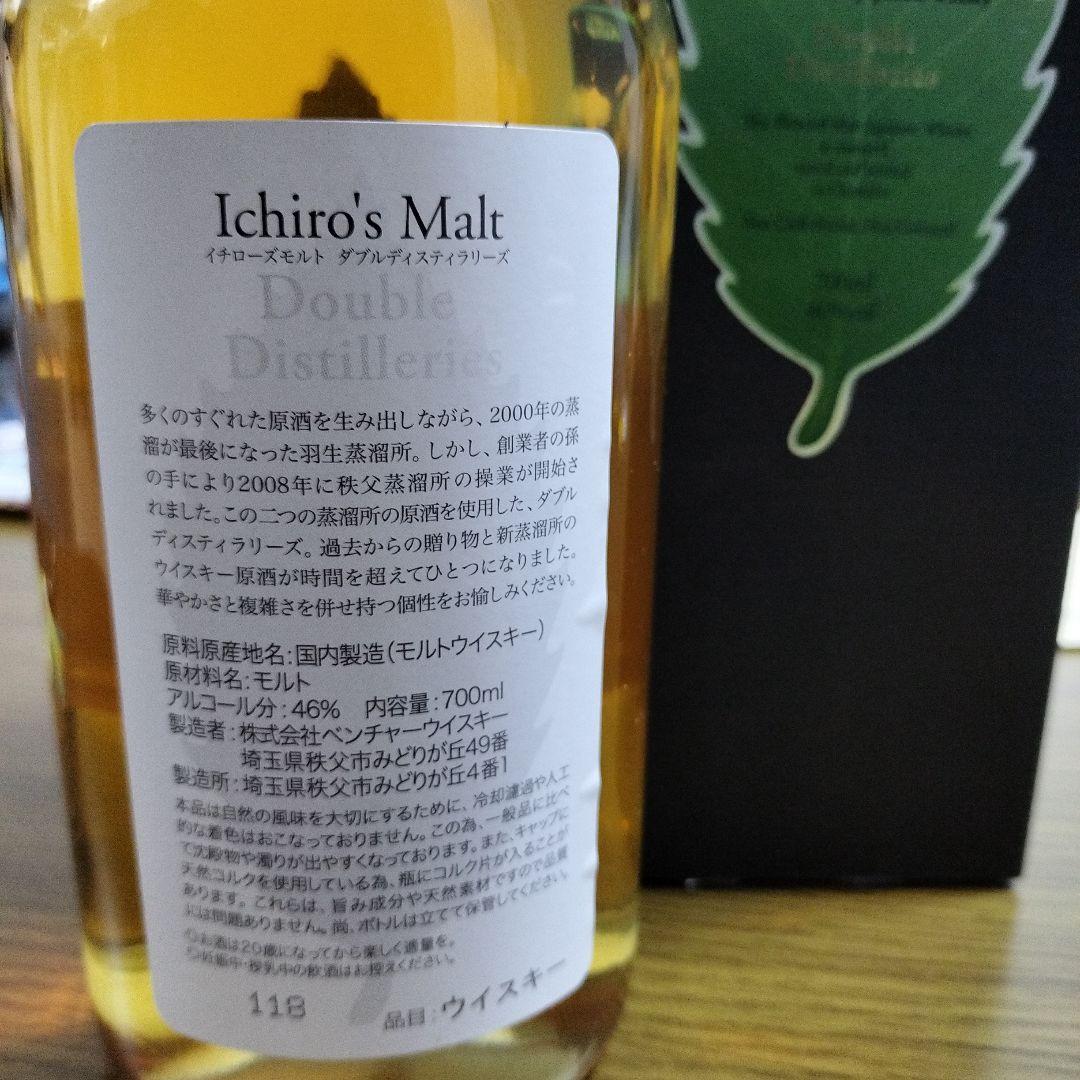 Ichiro's Malt
イチローズモルト ダブルディスティラリーズ
Double
Distilleries
多くのすぐれた原酒を生み出しながら、2000年の蒸
溜が最後になった羽生蒸溜所。しかし、創業者の孫
の手により2008年に秩父蒸溜所の操業が開始さ
れました。この二つの蒸溜所の原酒を使用した、ダブル
ディスティラリーズ。過去からの贈り物と新蒸溜所の
ウイスキー原酒が時間を超えてひとつになりました。
華やかさと複雑さを併せ持つ個性をお愉しみください。
原料原産地名:国内製造(モルトウイスキー)
原材料名:モルト
アルコール分:46% 内容量:700ml
製造者:株式会社ベンチャーウイスキー
埼玉県秩父市みどりが丘49番
製造所:埼玉県秩父市みどりが丘4番1
本品は自然の風味を大切にするために、冷却濾過や人工
的な着色はおこなっておりません。この為、一般品に比べ
て沈殿物や濁りが出やすくなっております。また、キャップに
天然コルクを使用している為、瓶にコルク片が入ることが
あります。これらは、旨み成分や天然素材ですので品質
には問題ありません。尚、ボトルは立てて保管してください。
◎お酒は20歳になってから楽しく適量を。
◎妊娠中・授乳中の飲酒はお控えください。
118
品目:ウイスキー
Double
Distilleries